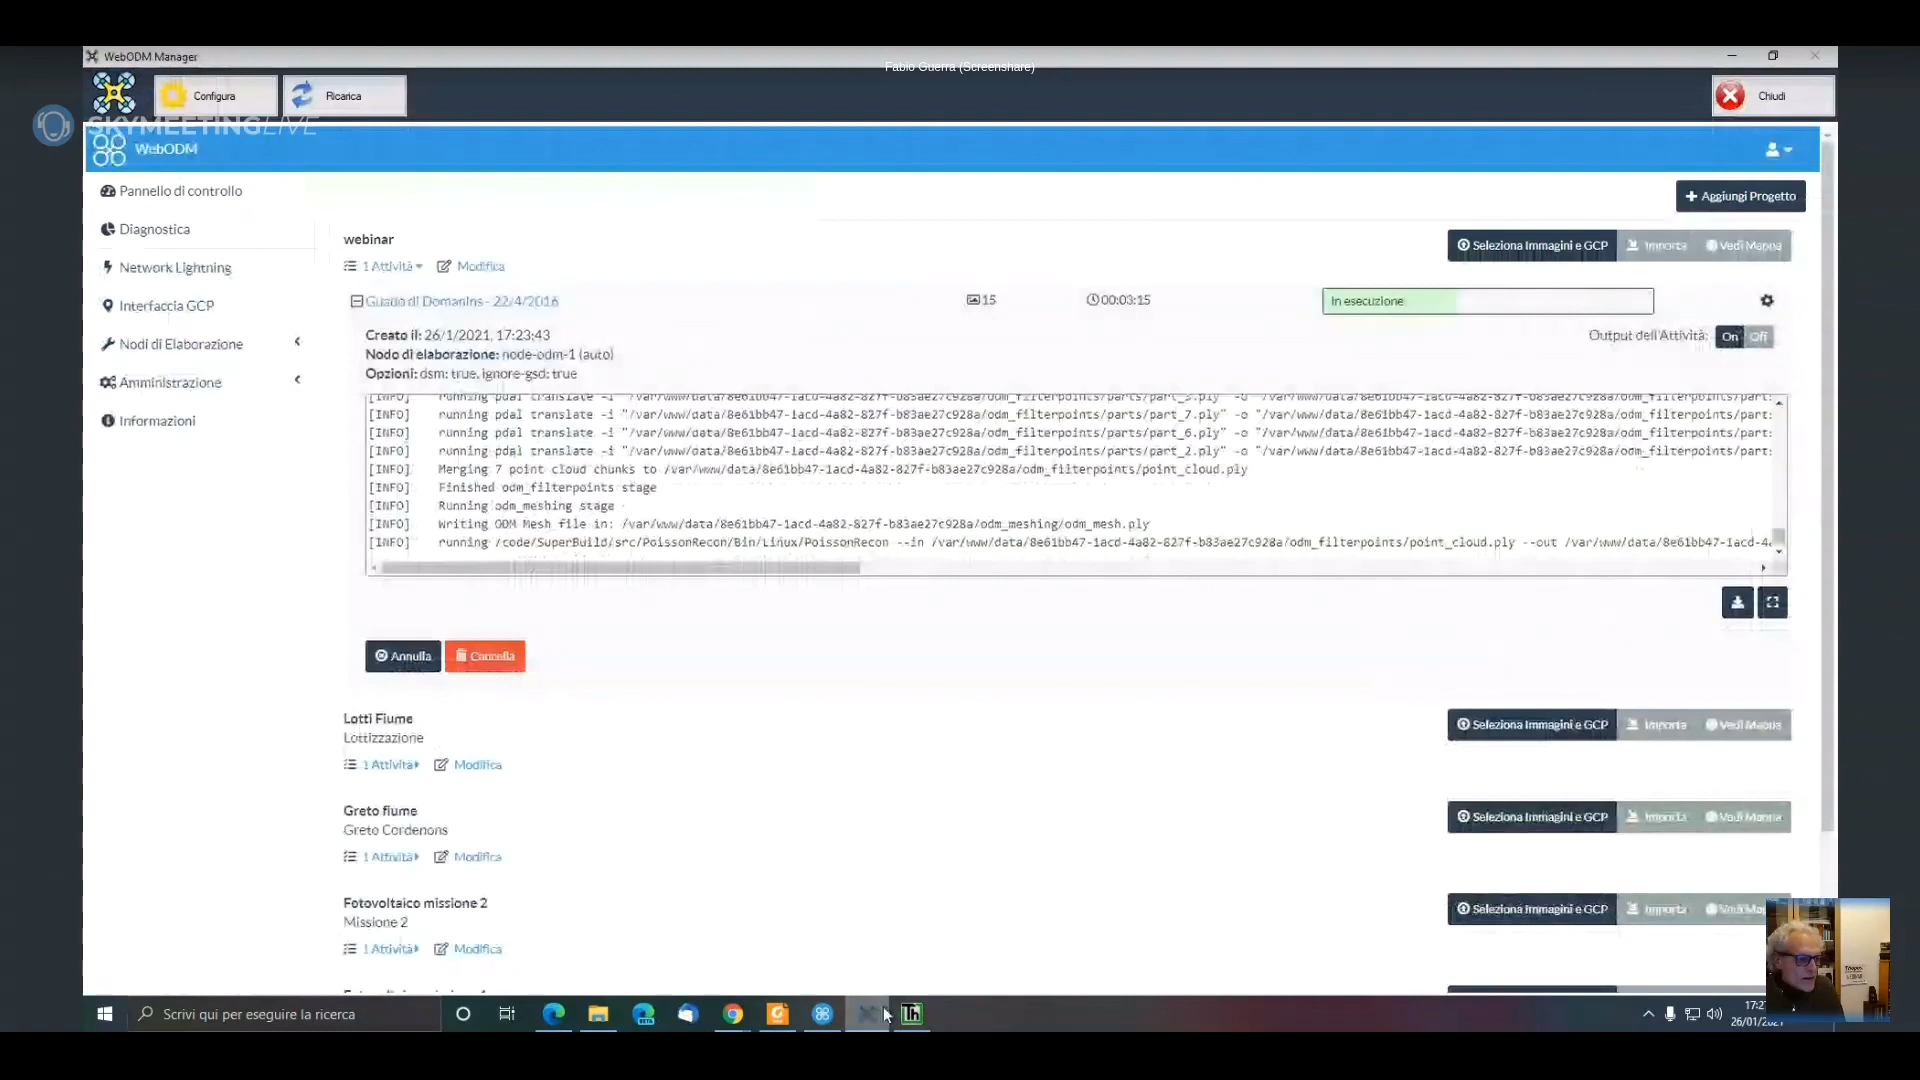 WebODM Manager
Fabio Guerra (Screenshare)
Configura
Ricarica
Chiudi
SKYMEETINGLIVE
WebODM
Pannello di controllo
Aggiungi Progetto
Diagnostica
Network Lightning
Interfaccia GCP
Nodi di Elaborazione
Amministrazione
Informazioni
webinar
Seleziona Immagini e GCP Importa Vedi Mappa
1 Attività Modifica
Guado di Domanins - 22/4/2016 15 00:03:15 In esecuzione
Creato il: 26/1/2021, 17:23:43
Output dell'Attività: On Off
Nodo di elaborazione: node-odm-1 (auto)
Opzioni: dsm: true, ignore-gsd: true
[INFO] running pdal translate -i "/var/www/data/8e61bb47-1acd-4a82-827f-b83ae27c928a/odm_filterpoints/parts/part_7.ply" -o "/var/www/data/8e61bb47-1acd-4a82-827f-b83ae27c928a/odm_filterpoints/part
[INFO] running pdal translate -i "/var/www/data/8e61bb47-1acd-4a82-827f-b83ae27c928a/odm_filterpoints/parts/part_6.ply" -o "/var/www/data/8e61bb47-1acd-4a82-827f-b83ae27c928a/odm_filterpoints/part
[INFO] running pdal translate -i "/var/www/data/8e61bb47-1acd-4a82-827f-b83ae27c928a/odm_filterpoints/parts/part_2.ply" -o "/var/www/data/8e61bb47-1acd-4a82-827f-b83ae27c928a/odm_filterpoints/part
[INFO] Merging 7 point cloud chunks to /var/www/data/8e61bb47-1acd-4a82-827f-b83ae27c928a/odm_filterpoints/point_cloud.ply
[INFO] Finished odm_filterpoints stage
[INFO] Running odm_meshing stage
[INFO] Writing ODM Mesh file in: /var/www/data/8e61bb47-1acd-4a82-827f-b83ae27c928a/odm_meshing/odm_mesh.ply
[INFO] running /code/SuperBuild/src/PoissonRecon/Bin/Linux/PoissonRecon --in /var/www/data/8e61bb47-1acd-4a82-827f-b83ae27c928a/odm_filterpoints/point_cloud.ply --out /var/www/data/8e61bb47-1acd-4
Annulla Cancella
Lotti Fiume
Lottizzazione
Seleziona Immagini e GCP Importa Vedi Mappa
1 Attività Modifica
Greto fiume
Greto Cordenons
Seleziona Immagini e GCP Importa Vedi Mappa
1 Attività Modifica
Fotovoltaico missione 2
Missione 2
Seleziona Immagini e GCP Importa
1 Attività Modifica
Scrivi qui per eseguire la ricerca
Th